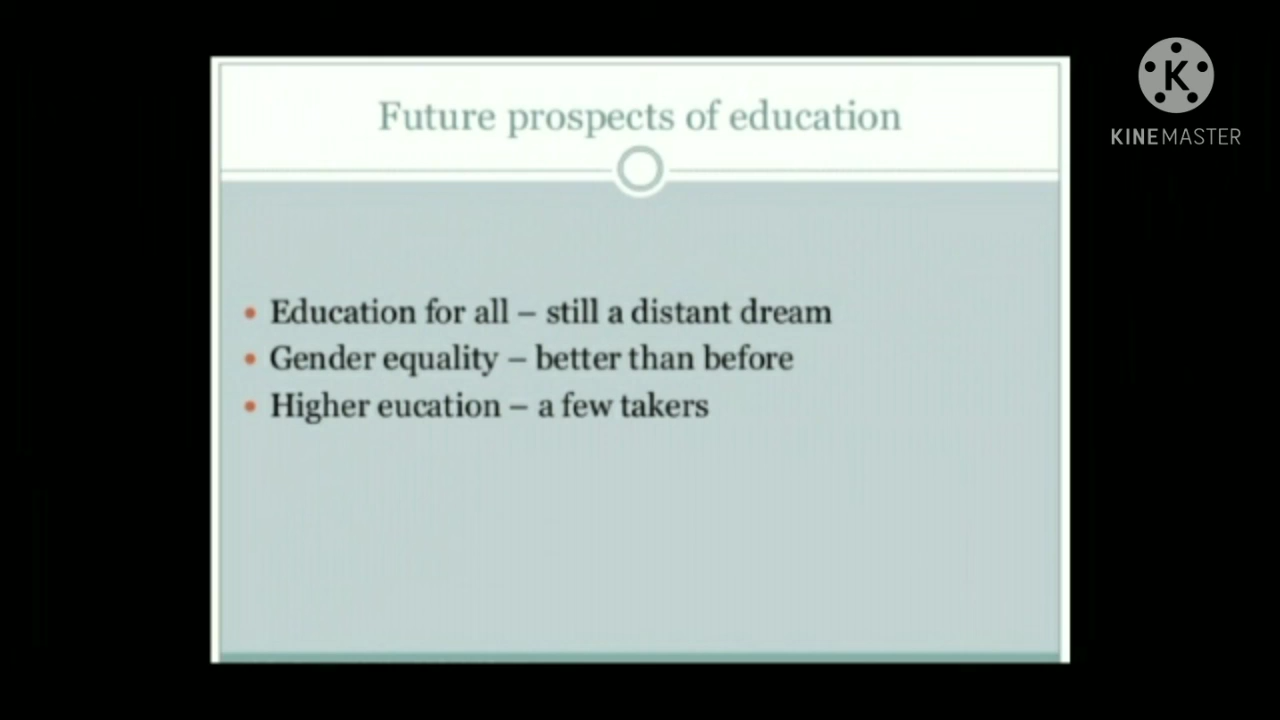 Future prospects of education
• Education for all – still a distant dream
• Gender equality – better than before
• Higher eucation – a few takers
K
KINEMASTER